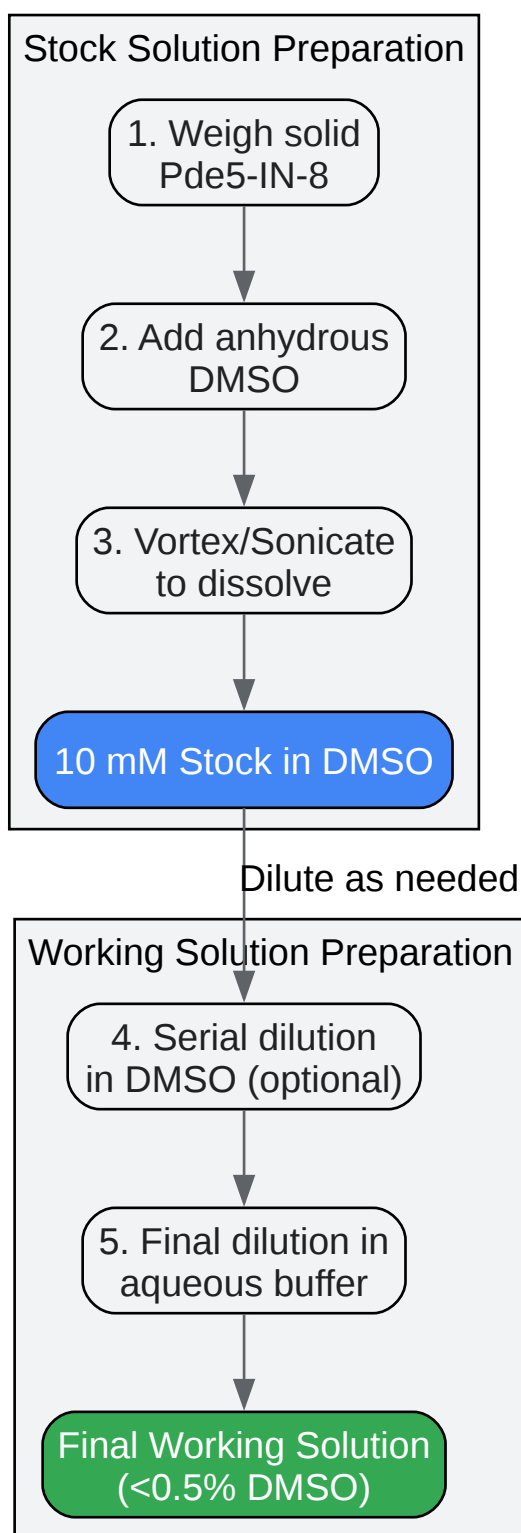 Stock Solution Preparation
1. Weigh solid
Pde5-IN-8
2. Add anhydrous
DMSO
3. Vortex/Sonicate
to dissolve
10 mM Stock in DMSO
Dilute as needed
Working Solution Preparation
4. Serial dilution
in DMSO (optional)
5. Final dilution in
aqueous buffer
Final Working Solution
(<0.5% DMSO)